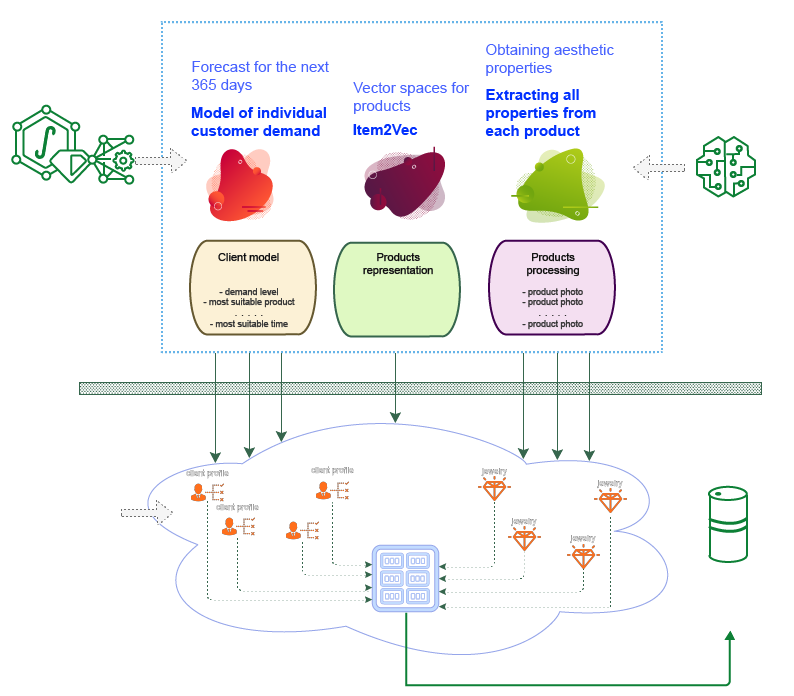 Forecast for the next
365 days
Model of individual
customer demand
Vector spaces for
products
Item2Vec
Obtaining aesthetic
properties
Extracting all
properties from
each product
Client model
- demand level
- most suitable product
. . . . .
- most suitable time
Products
representation
Products
processing
- product photo
- product photo
. . . . .
- product photo
client profile
client profile
client profile
jewelry
jewelry
jewelry
jewelry